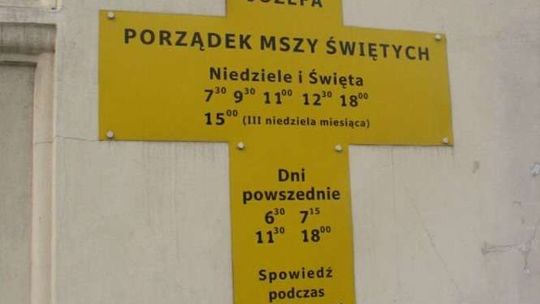 JÓZEFA
PORZĄDEK MSZY ŚWIĘTYCH
Niedziele i Święta
7³⁰ 9³⁰ 11⁰⁰ 12³⁰ 18⁰⁰
15⁰⁰ (III niedziela miesiąca)
Dni
powszednie
6³⁰ 7¹⁵
11³⁰ 18⁰⁰
Spowiedź
podczas